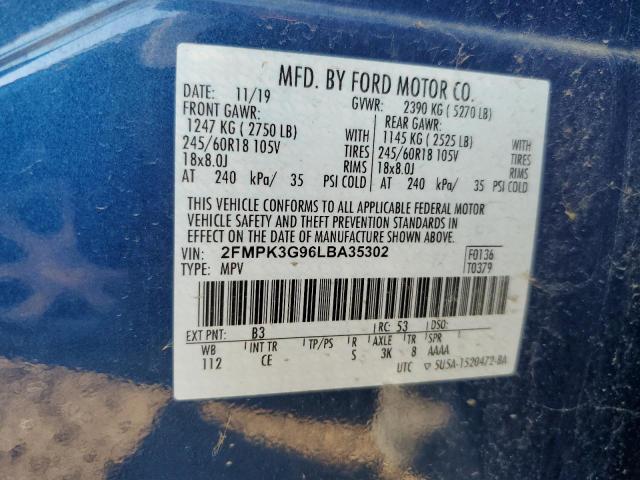 MFD. BY FORD MOTOR CO.
DATE: 11/19 GVWR: 2390 KG ( 5270 LB)
FRONT GAWR: REAR GAWR:
1247 KG ( 2750 LB) WITH 1145 KG ( 2525 LB) WITH
245/60R18 105V TIRES 245/60R18 105V TIRES
18x8.0J RIMS 18x8.0J RIMS
AT 240 kPa/ 35 PSI COLD AT 240 kPa/ 35 PSI COLD
THIS VEHICLE CONFORMS TO ALL APPLICABLE FEDERAL MOTOR
VEHICLE SAFETY AND THEFT PREVENTION STANDARDS IN
EFFECT ON THE DATE OF MANUFACTURE SHOWN ABOVE.
VIN: 2FMPK3G96LBA35302 F0136
TYPE: MPV T0379
EXT PNT: B3 RC: 53 DSO:
WB INT TR TP/PS R AXLE TR SPR
112 CE S 3K 8 AAAA
UTC ▽ 5U5A-1520472-BA